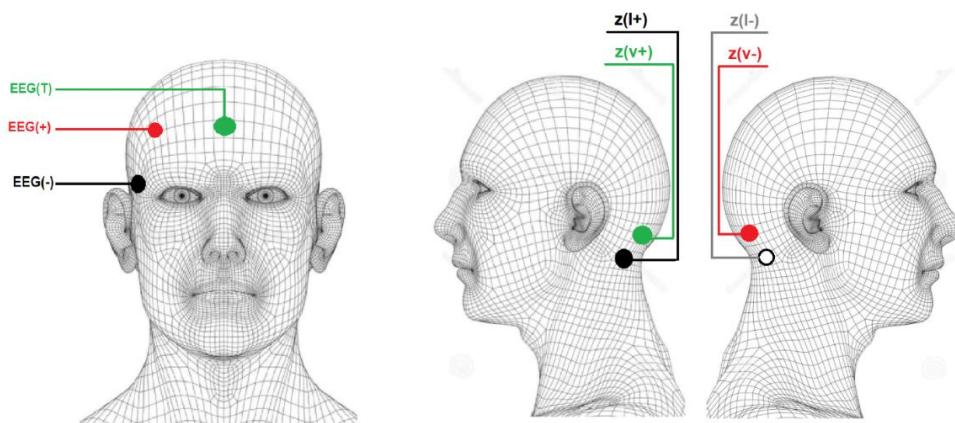 EEG(T)
EEG(+)
EEG(-)
z(I+)
z(v+)
z(I-)
z(v-)